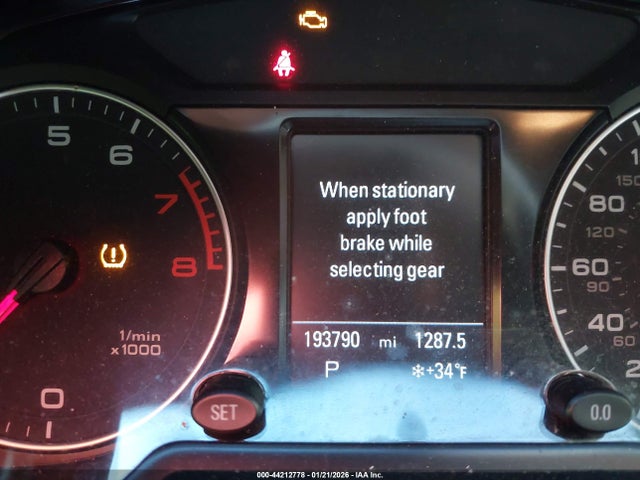 5
6
7
8
1/min
x1000
0
When stationary
apply foot
brake while
selecting gear
193790 mi 1287.5
P +34°F
SET
0.0
150
80
120
60
90
40
60
000-44212778 - 01/21/2026 - IAA Inc.